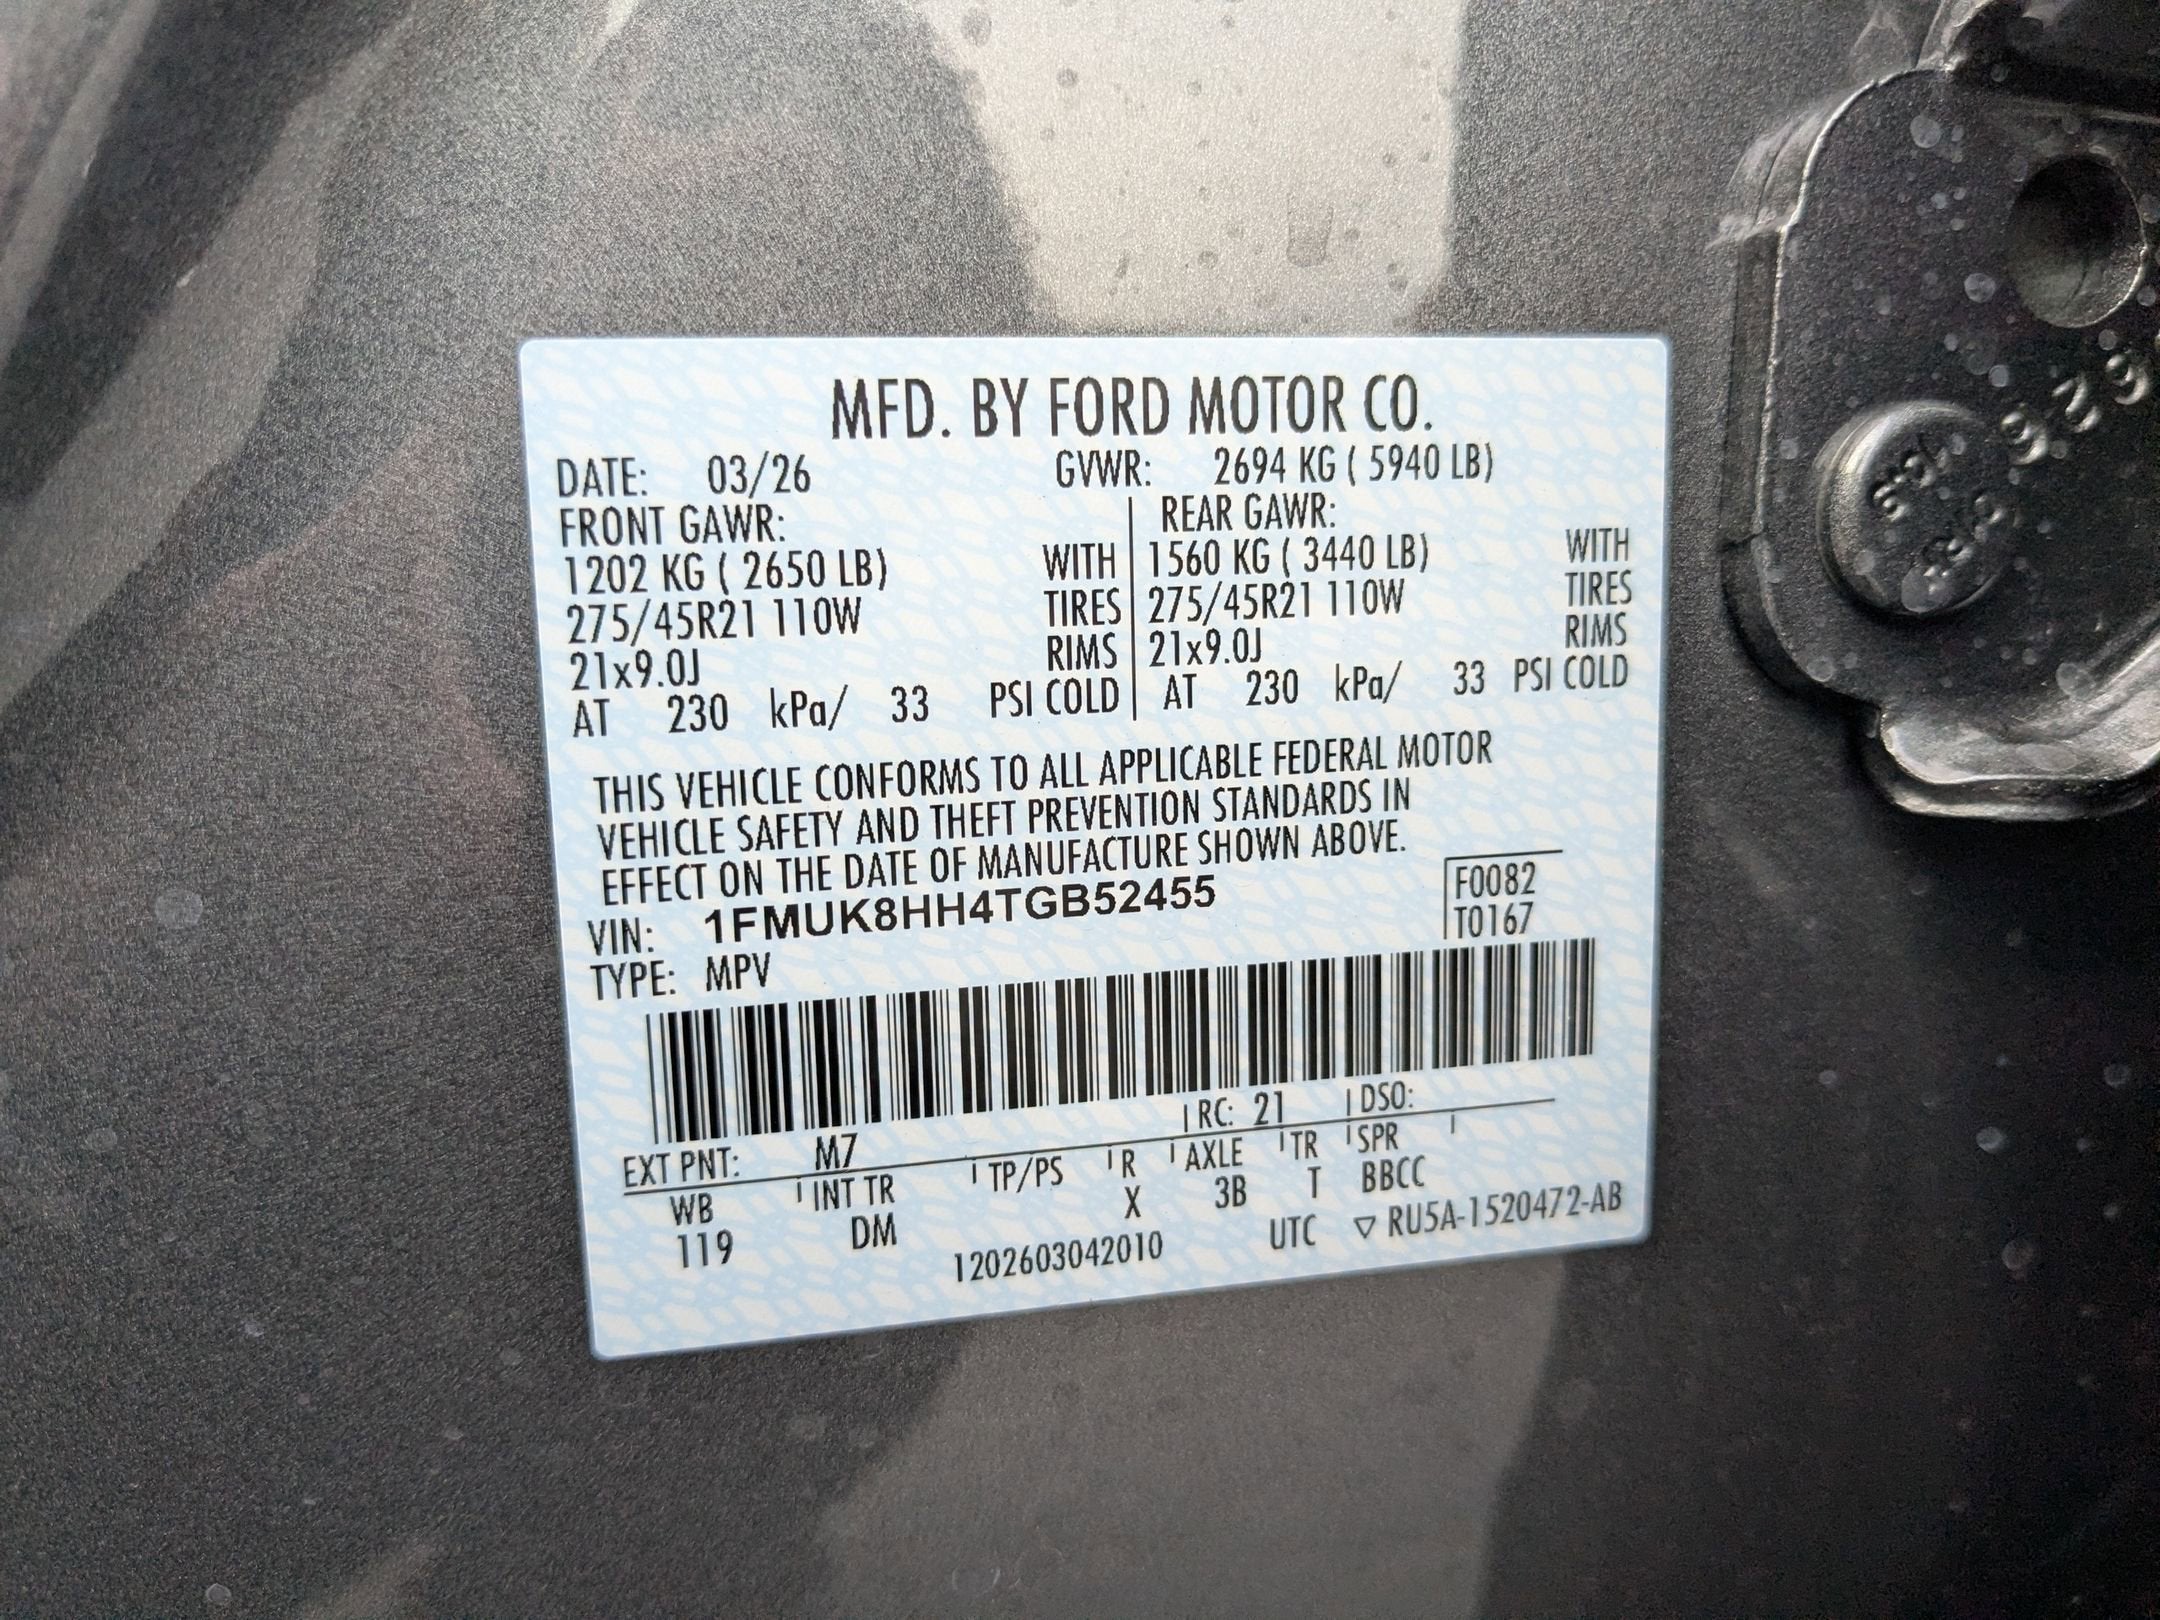 MFD. BY FORD MOTOR CO.
DATE: 03/26 GVWR: 2694 KG ( 5940 LB)
FRONT GAWR: REAR GAWR:
1202 KG ( 2650 LB) WITH 1560 KG ( 3440 LB) WITH
275/45R21 110W TIRES 275/45R21 110W TIRES
21x9.0J RIMS 21x9.0J RIMS
AT 230 kPa/ 33 PSI COLD AT 230 kPa/ 33 PSI COLD
THIS VEHICLE CONFORMS TO ALL APPLICABLE FEDERAL MOTOR
VEHICLE SAFETY AND THEFT PREVENTION STANDARDS IN
EFFECT ON THE DATE OF MANUFACTURE SHOWN ABOVE.
F0082
VIN: 1FMUK8HH4TGB52455
T0167
TYPE: MPV
EXT PNT: M7 RC: 21 DSO:
WB INT TR TP/PS R AXLE TR SPR
119 DM X 3B T BBCC
1202603042010 UTC ▽ RU5A-1520472-AB